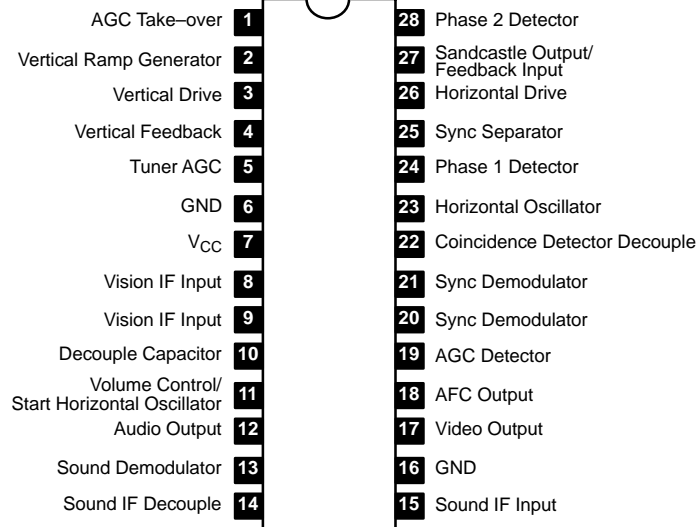 AGC Take–over 1
Vertical Ramp Generator 2
Vertical Drive 3
Vertical Feedback 4
Tuner AGC 5
GND 6
VCC 7
Vision IF Input 8
Vision IF Input 9
Decouple Capacitor 10
Volume Control/
Start Horizontal Oscillator 11
Audio Output 12
Sound Demodulator 13
Sound IF Decouple 14
28 Phase 2 Detector
27 Sandcastle Output/
Feedback Input
26 Horizontal Drive
25 Sync Separator
24 Phase 1 Detector
23 Horizontal Oscillator
22 Coincidence Detector Decouple
21 Sync Demodulator
20 Sync Demodulator
19 AGC Detector
18 AFC Output
17 Video Output
16 GND
15 Sound IF Input